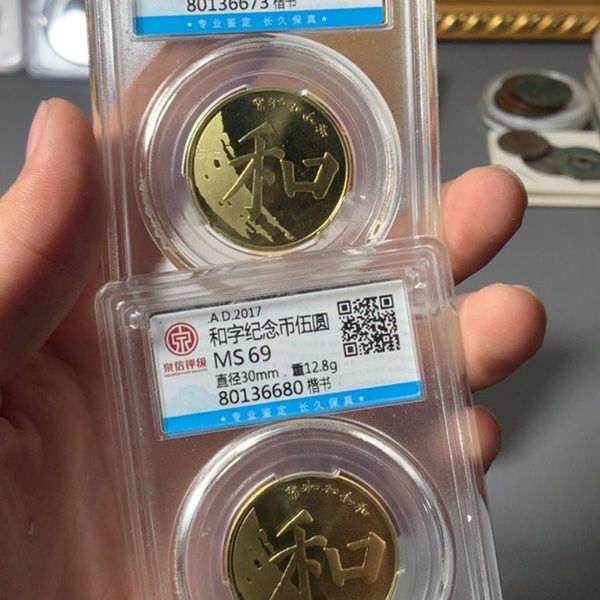 80136673 楷书
★ 专业鉴定 长久保真 ★
和
A.D.2017
和字纪念币伍圆
MS 69
泉信评级
直径30mm，重12.8g
80136680 楷书
★ 专业鉴定 长久保真 ★
和